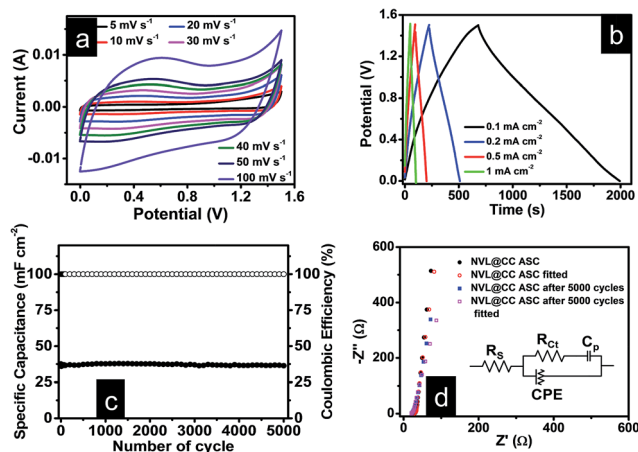 5 mV s⁻¹ 20 mV s⁻¹
10 mV s⁻¹ 30 mV s⁻¹
a
0.01
0.00
-0.01
Current (A)
40 mV s⁻¹
50 mV s⁻¹
100 mV s⁻¹
0.0 0.4 0.8 1.2 1.6
Potential (V)
b
1.6
1.2
0.8
0.4
0.0
Potential (V)
0.1 mA cm⁻²
0.2 mA cm⁻²
0.5 mA cm⁻²
1 mA cm⁻²
0 500 1000 1500 2000
Time (s)
Specific Capacitance (mF cm⁻²)
100
75
50
25
0
100
75
50
25
0
Coulombic Efficiency (%)
c
0 1000 2000 3000 4000 5000
Number of cycle
600
400
200
0
-Z'' (Ω)
NVL@CC ASC
NVL@CC ASC fitted
NVL@CC ASC after 5000 cycles
NVL@CC ASC after 5000 cycles
fitted
R_S R_Ct C_p
CPE
d
200 400 600
Z' (Ω)